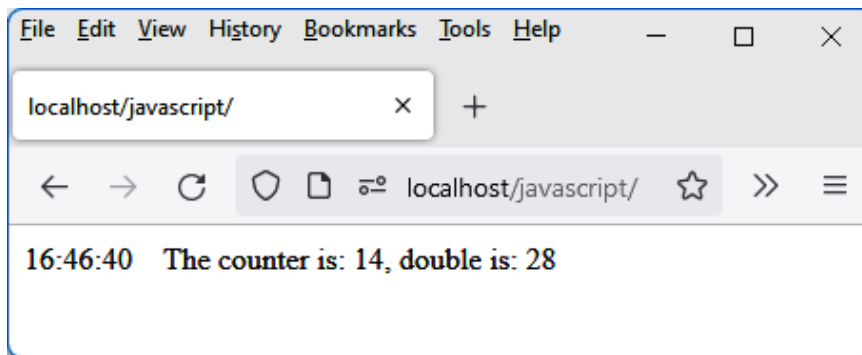 File Edit View History Bookmarks Tools Help
localhost/javascript/
localhost/javascript/
16:46:40 The counter is: 14, double is: 28